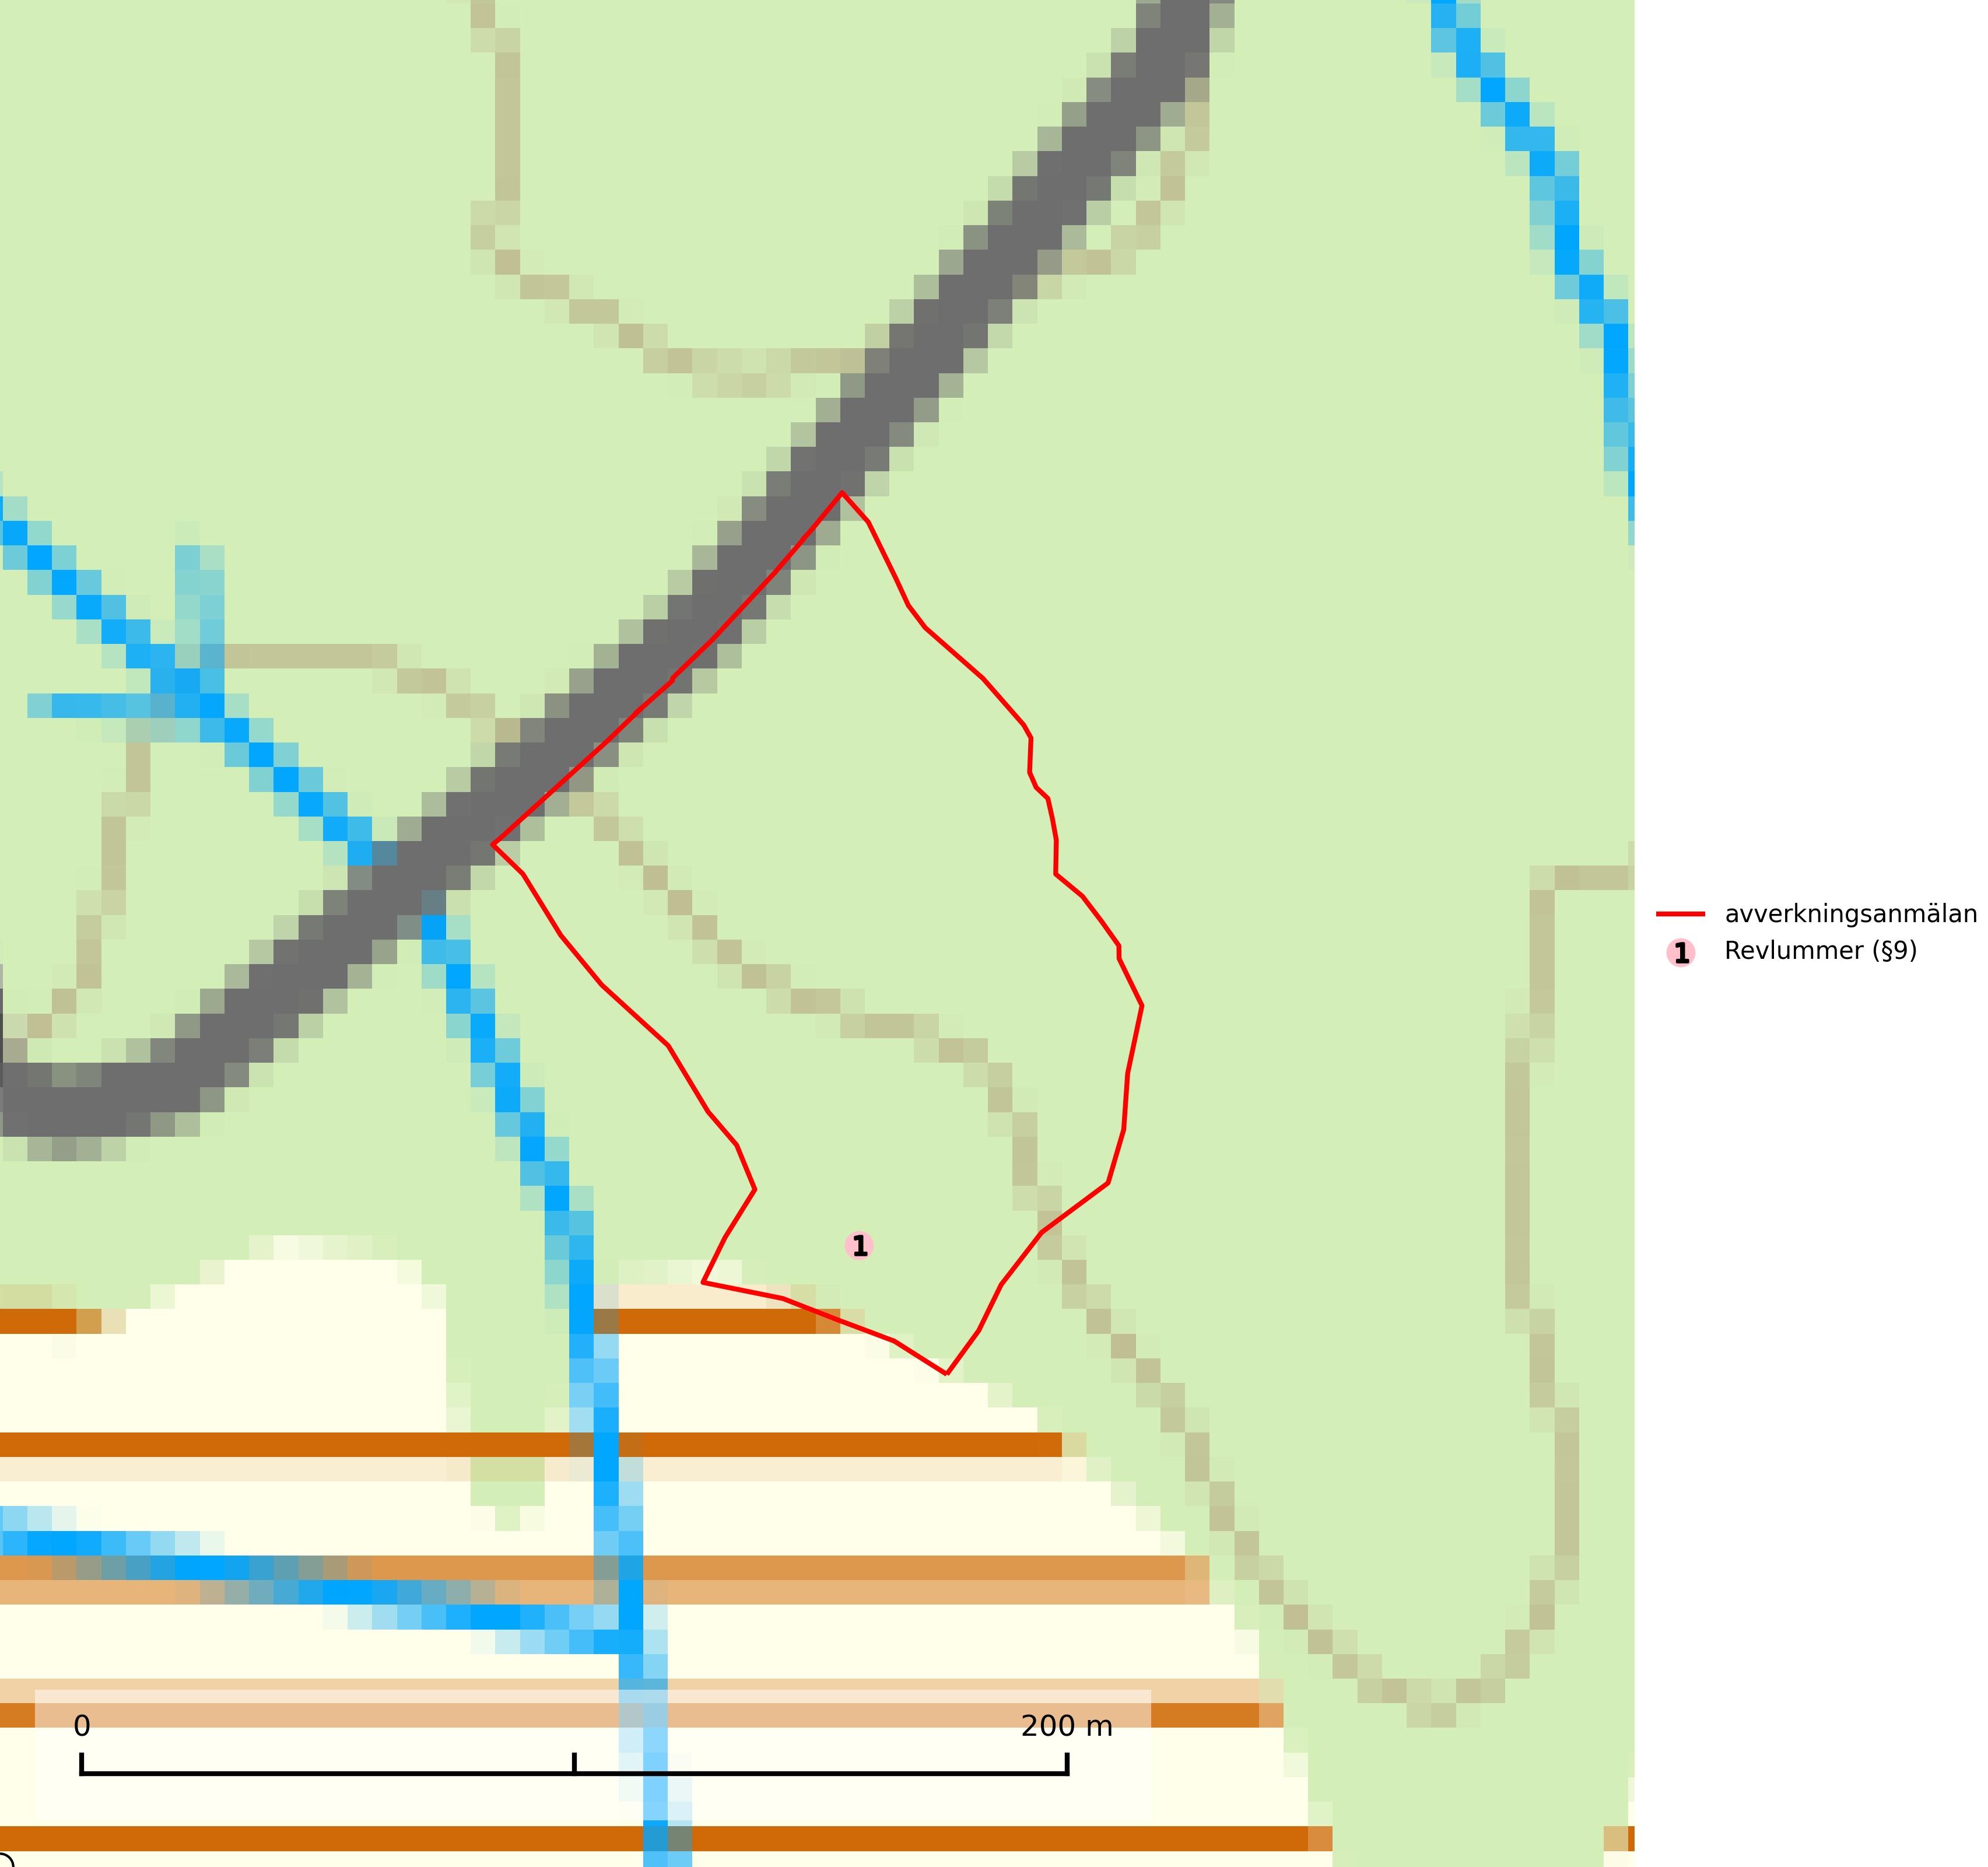 avverkningsanmälan
1 Revlummer (§9)
1
0 200 m